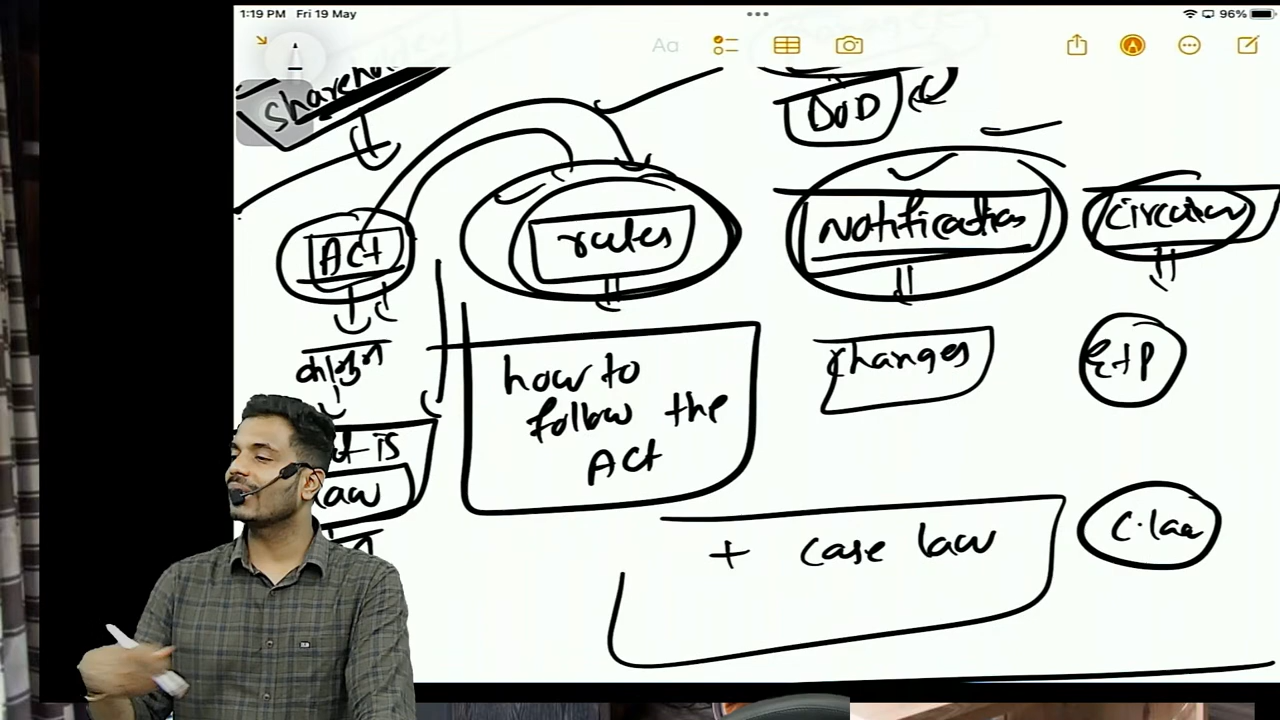 1:19 PM Fri 19 May
96%
Aa
DOD
Act
rules
Notification
circular
how to
follow the
Act
changes
is
law
+ case law
c.law